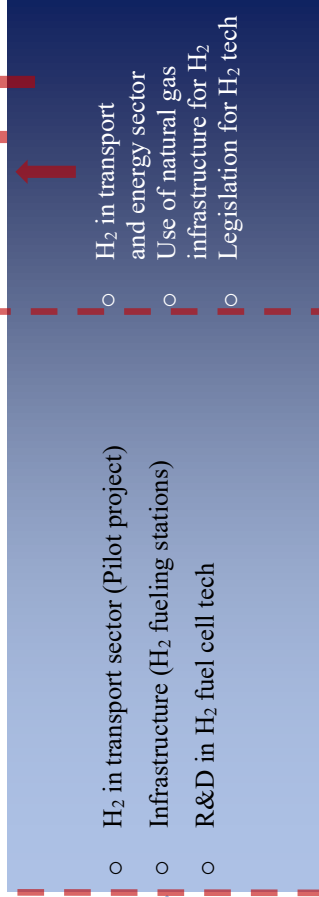 ○ H₂ in transport sector (Pilot project)
○ Infrastructure (H₂ fueling stations)
○ R&D in H₂ fuel cell tech
○ H₂ in transport
and energy sector
○ Use of natural gas
infrastructure for H₂
○ Legislation for H₂ tech